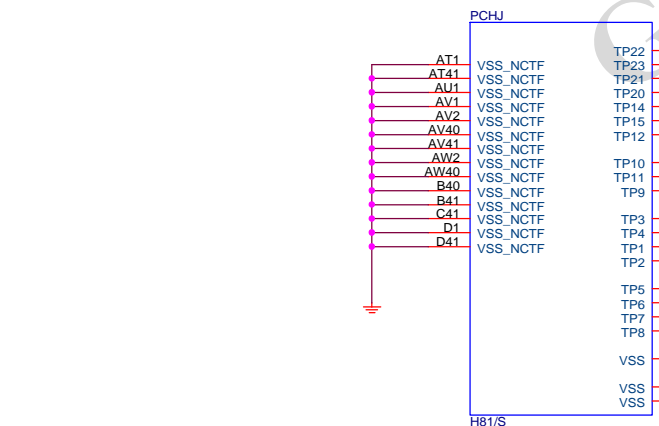 PCHJ
TP22
AT1 VSS_NCTF TP23
AT41 VSS_NCTF TP21
AU1 VSS_NCTF TP20
AV1 VSS_NCTF TP14
AV2 VSS_NCTF TP15
AV40 VSS_NCTF TP12
AV41 VSS_NCTF
AW2 VSS_NCTF TP10
AW40 VSS_NCTF TP11
B40 VSS_NCTF TP9
B41 VSS_NCTF
C41 VSS_NCTF TP3
D1 VSS_NCTF TP4
D41 VSS_NCTF TP1
TP2
TP5
TP6
TP7
TP8
VSS
VSS
VSS
H81/S